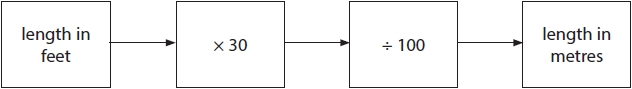 length in
feet
× 30
÷ 100
length in
metres